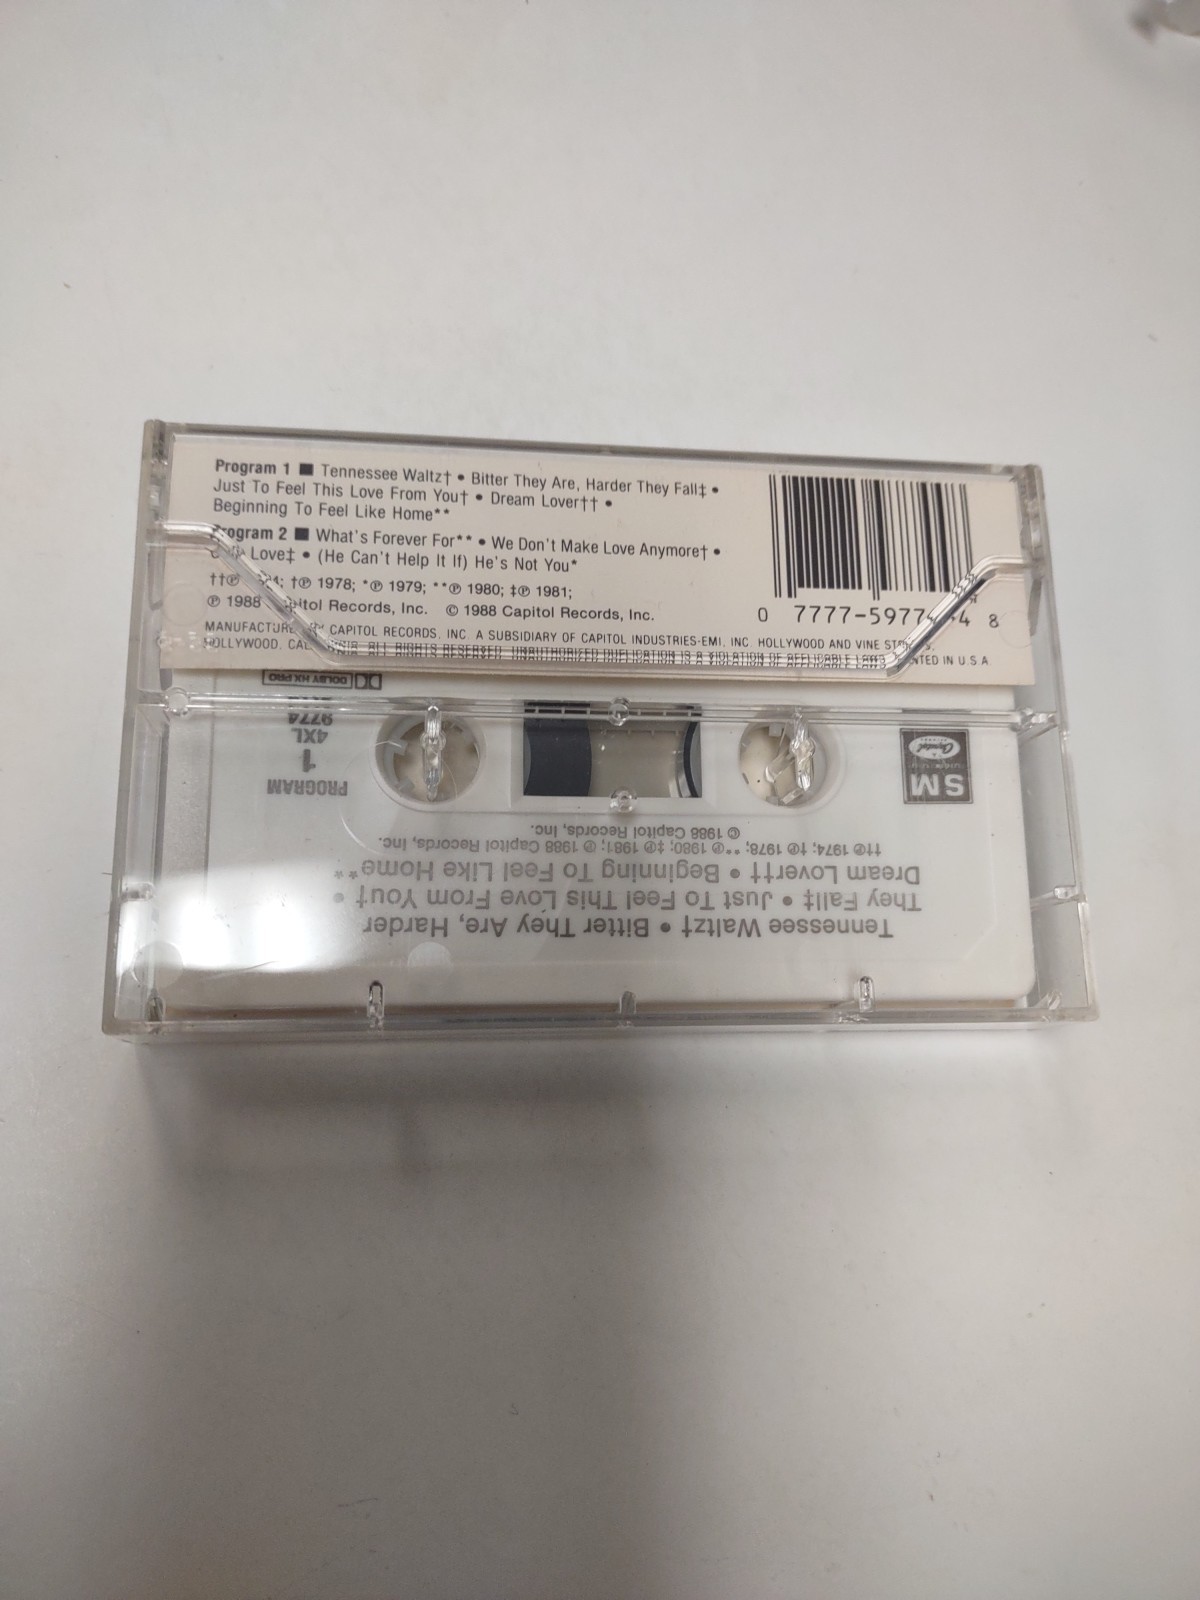 Program 1 ■ Tennessee Waltz† • Bitter They Are, Harder They Fall‡ •
Just To Feel This Love From You† • Dream Lover†† •
Beginning To Feel Like Home**
Program 2 ■ What's Forever For** • We Don't Make Love Anymore† •
Love‡ • (He Can't Help It If) He's Not You*
††℗ †℗ 1978; *℗ 1979; **℗ 1980; ‡℗ 1981;
℗ 1988 Capitol Records, Inc. © 1988 Capitol Records, Inc.
MANUFACTURED BY CAPITOL RECORDS, INC. A SUBSIDIARY OF CAPITOL INDUSTRIES-EMI, INC. HOLLYWOOD AND VINE STREETS,
HOLLYWOOD, CALIFORNIA. ALL RIGHTS RESERVED. UNAUTHORIZED DUPLICATION IS A VIOLATION OF APPLICABLE LAWS. PRINTED IN U.S.A.
0 7777-5977 4 8
Tennessee Waltz† • Bitter They Are, Harder
They Fall‡ • Just To Feel This Love From You† •
Dream Lover†† • Beginning To Feel Like Home**
††℗ 1974; †℗ 1978; **℗ 1980; ‡℗ 1981; ℗ 1988 Capitol Records, Inc.
© 1988 Capitol Records, Inc.
SM
Capitol
PROGRAM
1
4XL
9774
DOLBY HX PRO